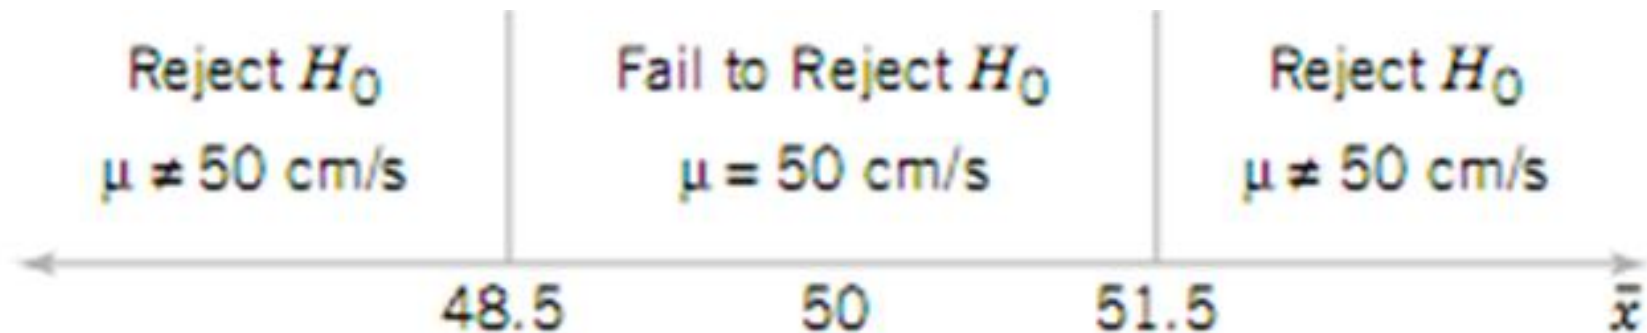 Reject H₀ Fail to Reject H₀ Reject H₀
μ ≠ 50 cm/s μ = 50 cm/s μ ≠ 50 cm/s
48.5 50 51.5 x̄